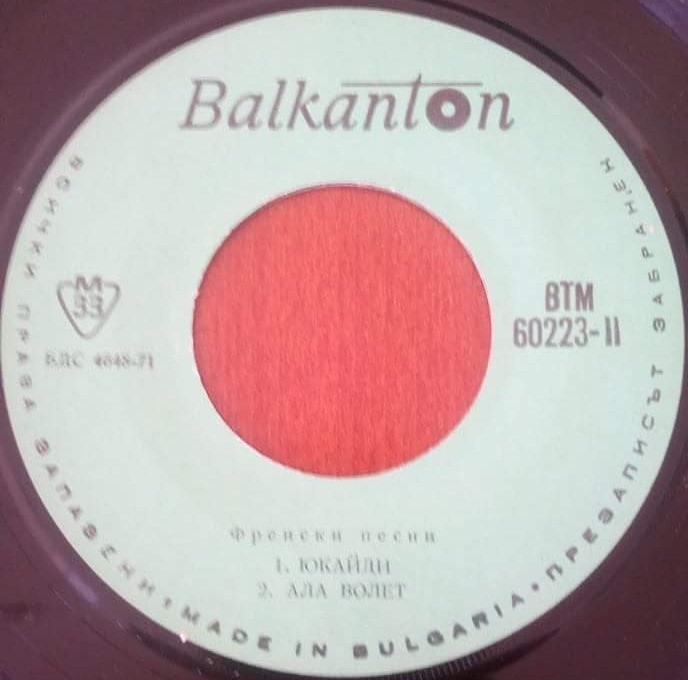 Balkanton
ВСИЧКИ ПРАВА ЗАПАЗЕНИ • MADE IN BULGARIA • ПРЕЗАПИСЪТ ЗАБРАНЕН
M
33
БДС 4648-71
ВТМ
60223-II
Френски песни
1. ЮКАЙДИ
2. АЛА ВОЛЕТ